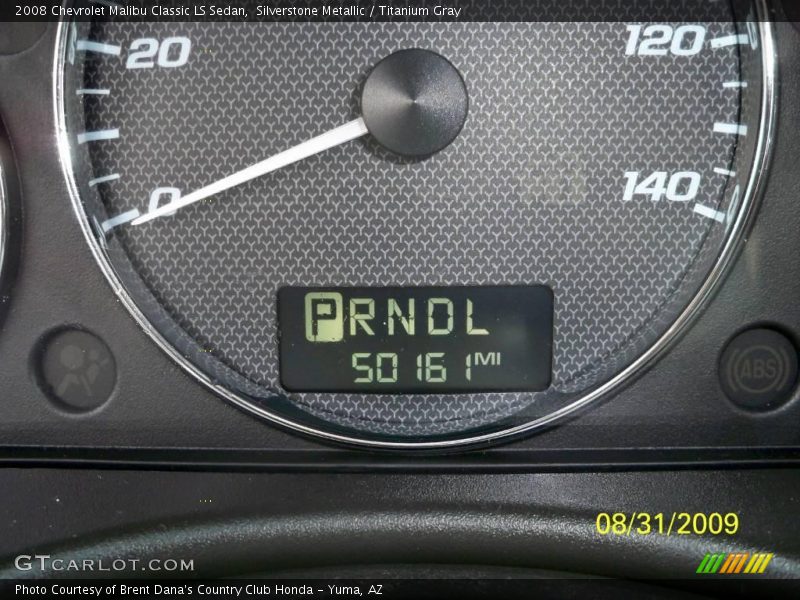 2008 Chevrolet Malibu Classic LS Sedan,  Silverstone Metallic / Titanium Gray
20
120
0
140
PRNDL
50161 MI
ABS
08/31/2009
GTCARLOT.COM
Photo Courtesy of Brent Dana's Country Club Honda - Yuma, AZ